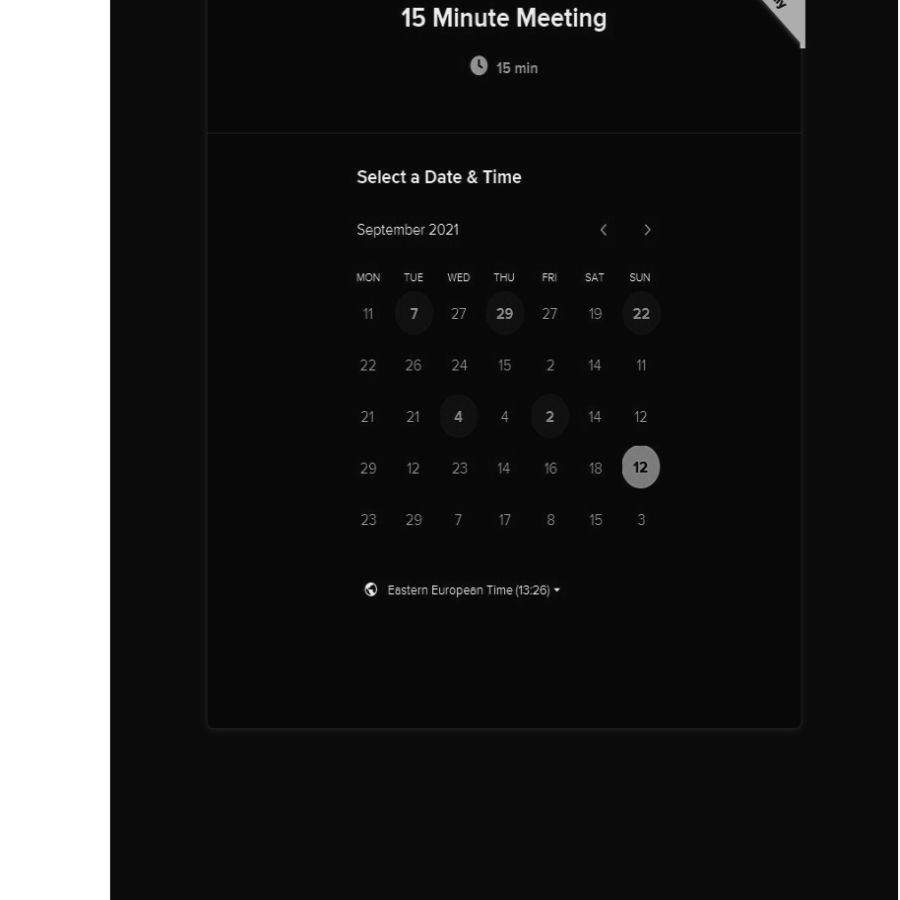 15 Minute Meeting
15 min
Select a Date & Time
September 2021
MON TUE WED THU FRI SAT SUN
11 7 27 29 27 19 22
22 26 24 15 2 14 11
21 21 4 4 2 14 12
29 12 23 14 16 18 12
23 29 7 17 8 15 3
Eastern European Time (13:26)